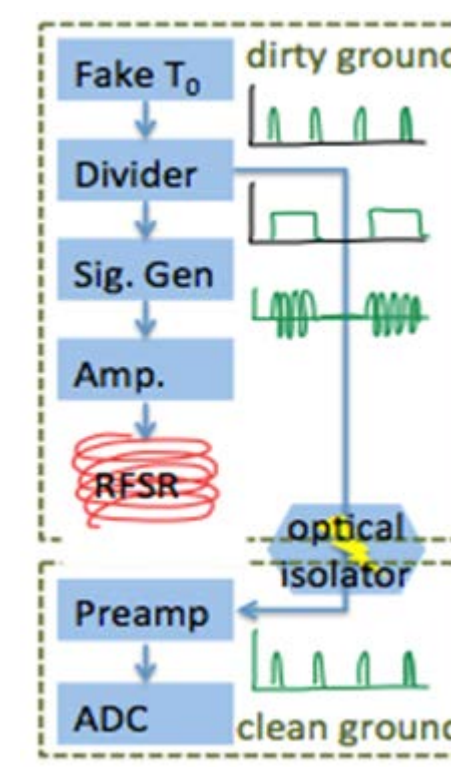 dirty ground
Fake T₀
Divider
Sig. Gen
Amp.
RFSR
optical
isolator
Preamp
ADC
clean ground